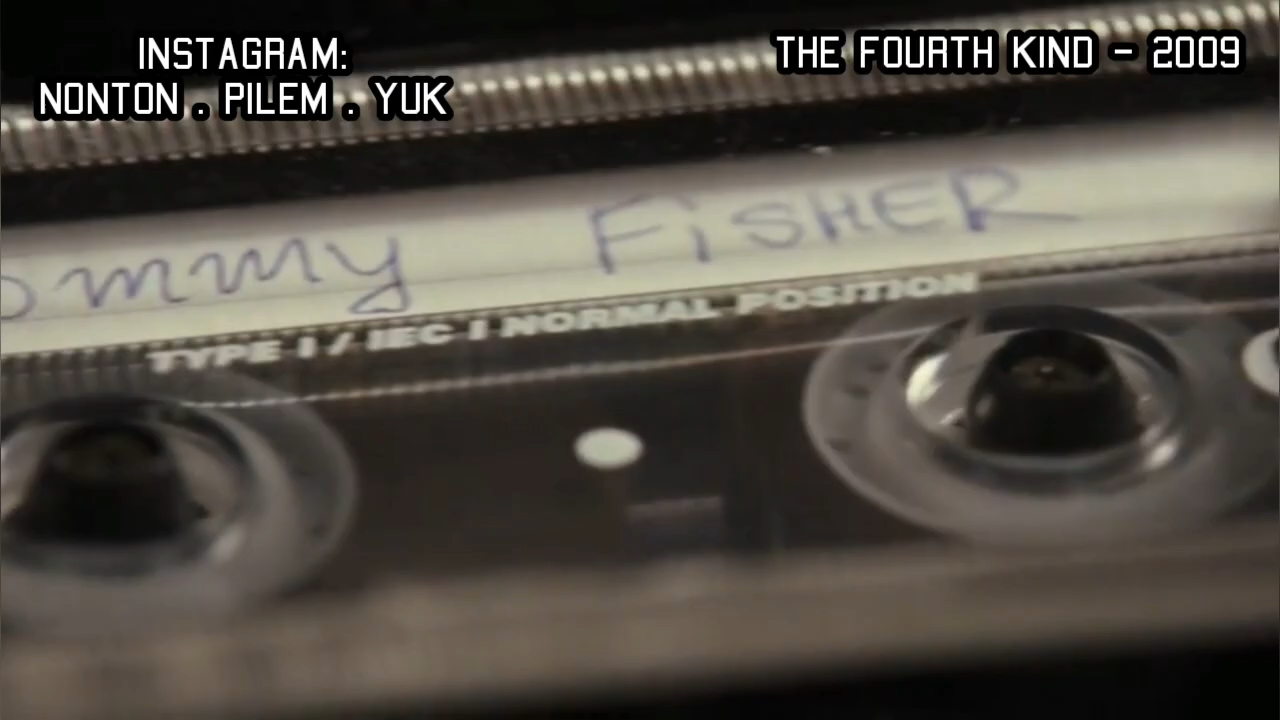 INSTAGRAM:
NONTON . PILEM . YUK
THE FOURTH KIND - 2009
ommy FiSHER
TYPE I / IEC I NORMAL POSITION